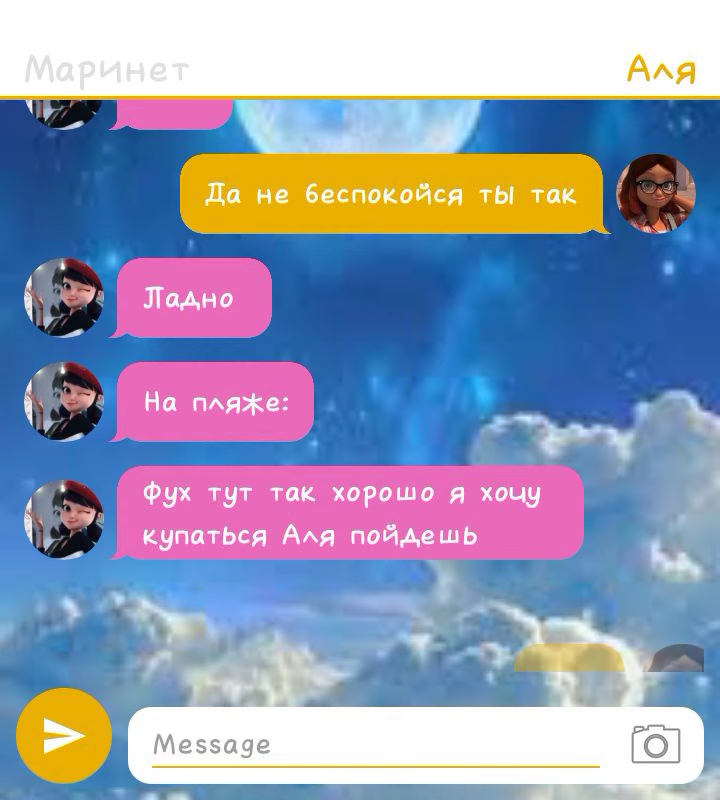 Маринет
Аля
Да не беспокойся ты так
Ладно
На пляже:
Фух тут так хорошо я хочу
купаться Аля пойдешь
Message